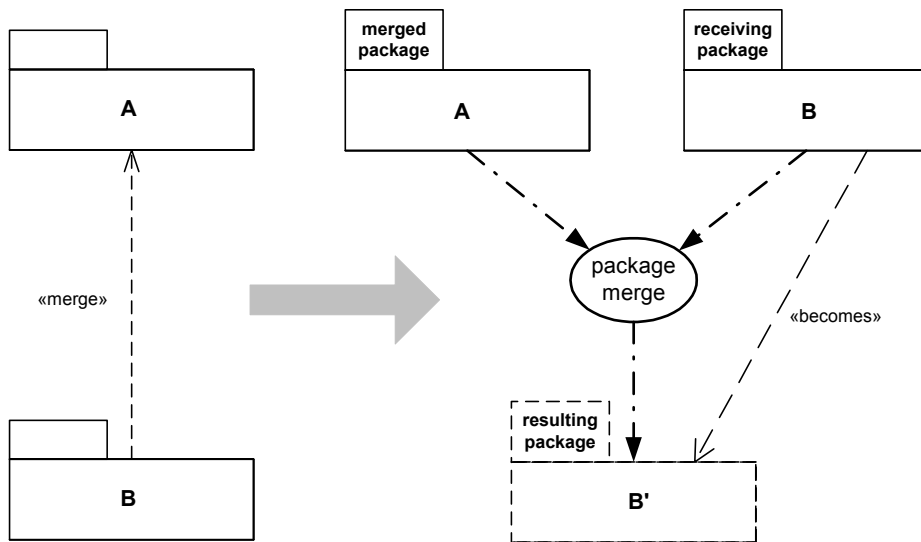 A
«merge»
B
merged
package
A
receiving
package
B
package
merge
«becomes»
resulting
package
B'